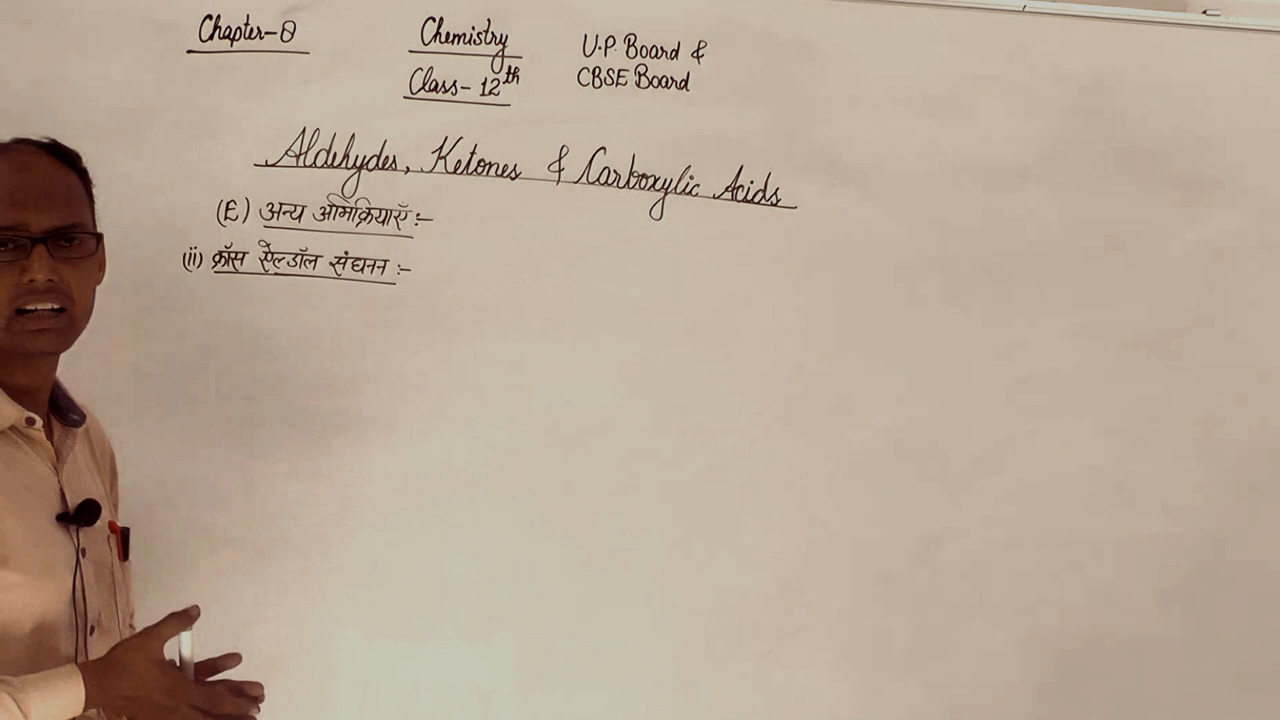 Chapter-8
Chemistry
Class-12th
U.P. Board &
CBSE Board
Aldehydes, Ketones & Carboxylic Acids
(E) अन्य अभिक्रियाएँ :-
(ii) क्रॉस ऐल्डॉल संघनन :-